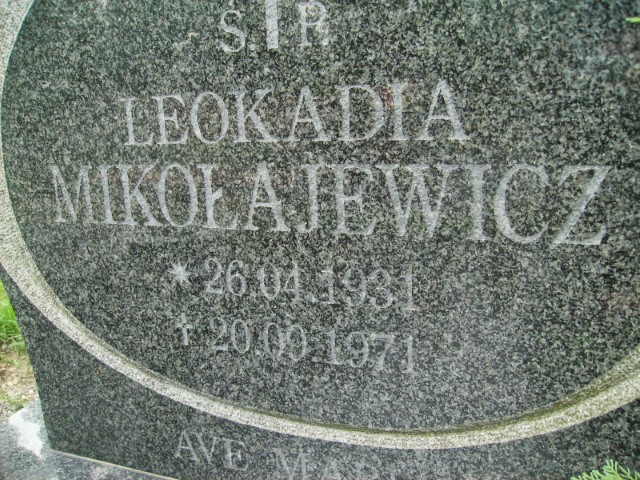 Ś. P.
LEOKADIA
MIKOŁAJEWICZ
* 26.04.1931
† 20.09.1971
AVE